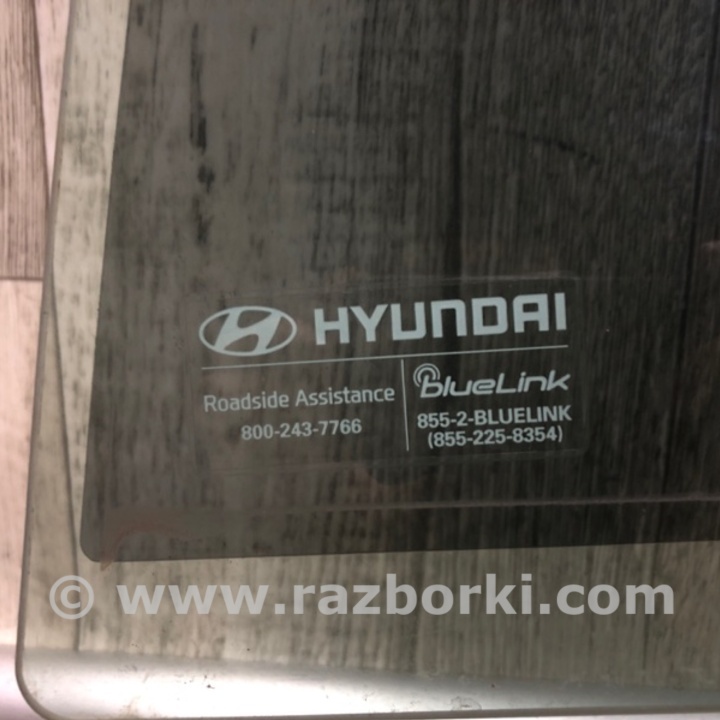 HYUNDAI
Roadside Assistance
800-243-7766
blueLink
855-2-BLUELINK
(855-225-8354)
© www.razborki.com